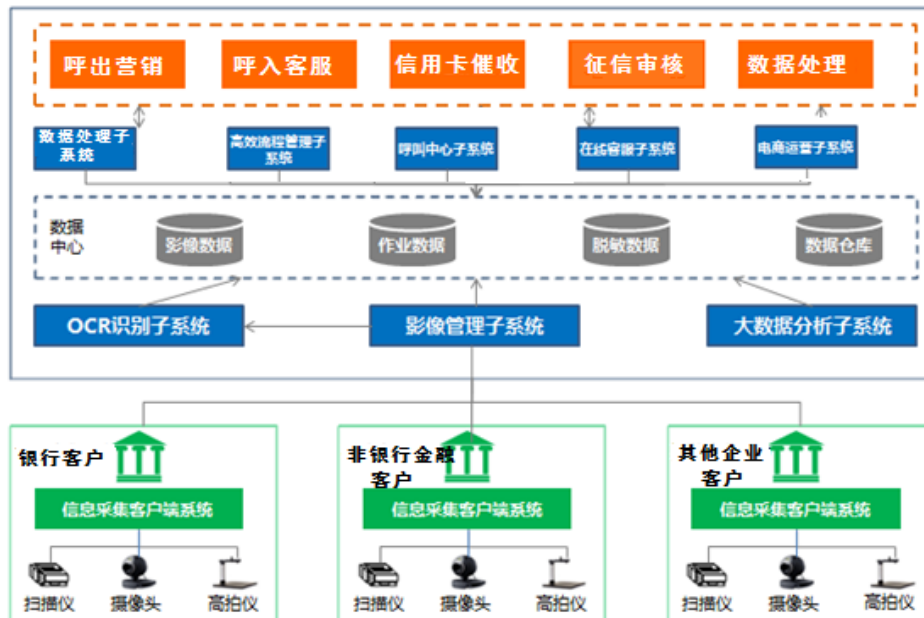 呼出营销
呼入客服
信用卡催收
征信审核
数据处理
数据处理子
系统
高效流程管理子
系统
呼叫中心子系统
在线客服子系统
电商运营子系统
数据
中心
影像数据
作业数据
脱敏数据
数据仓库
OCR识别子系统
影像管理子系统
大数据分析子系统
银行客户
非银行金融
客户
其他企业
客户
信息采集客户端系统
信息采集客户端系统
信息采集客户端系统
扫描仪
摄像头
高拍仪
扫描仪
摄像头
高拍仪
扫描仪
摄像头
高拍仪